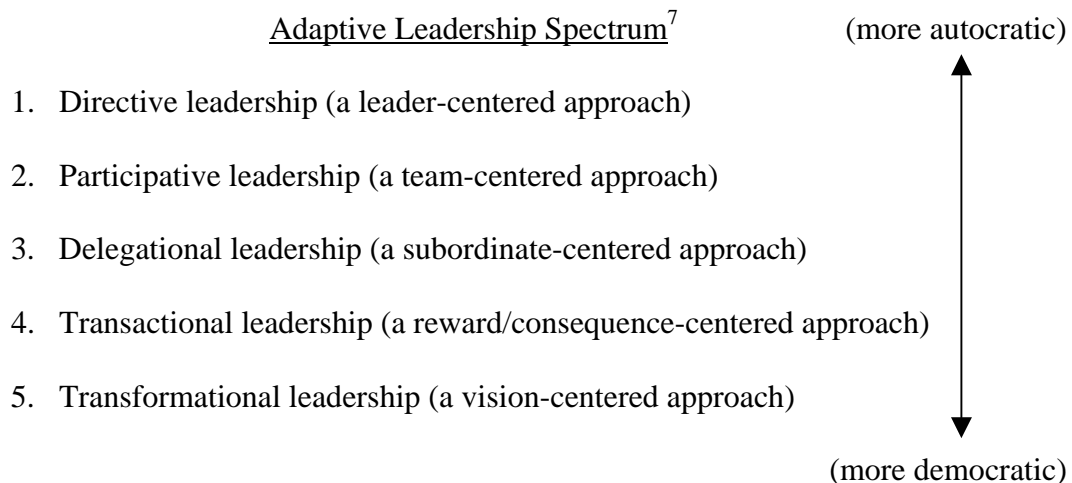 Adaptive Leadership Spectrum7 (more autocratic)
1. Directive leadership (a leader-centered approach)
2. Participative leadership (a team-centered approach)
3. Delegational leadership (a subordinate-centered approach)
4. Transactional leadership (a reward/consequence-centered approach)
5. Transformational leadership (a vision-centered approach)
(more democratic)